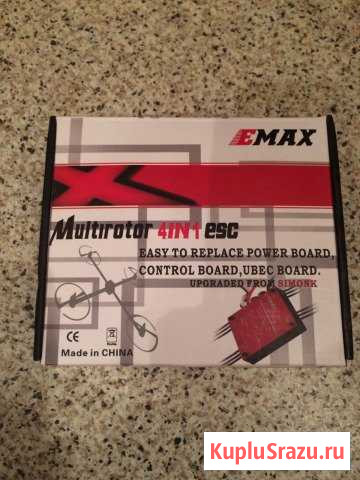 EMAX
Multirotor 4IN1 esc
EASY TO REPLACE POWER BOARD,
CONTROL BOARD,UBEC BOARD.
UPGRADED FROM SIMONK
CE
Made in CHINA
KupluSrazu.ru